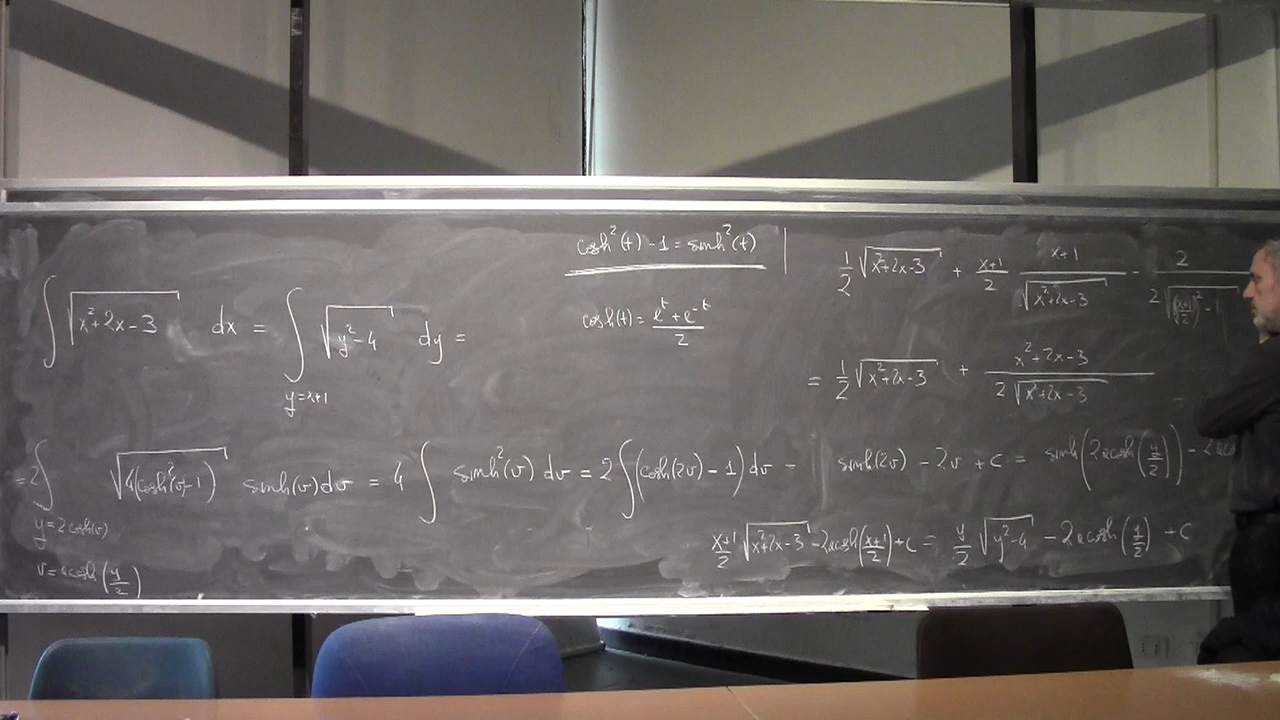 cosh²(t) - 1 = sinh²(t)
cosh(t) = (e^t + e^-t)/2
∫ √(x²+2x-3) dx = ∫ √(y²-4) dy =
y = x+1
= 2∫ √(4(cosh²v-1)) sinh(v) dv = 4 ∫ sinh²(v) dv = 2 ∫ (cosh(2v) - 1) dv =
y = 2 cosh(v)
v = acosh(y/2)
1/2 √(x²+2x-3) + (x+1)/2 (x+1)/√(x²+2x-3) - 2/(2√(((x+1)/2)² - 1))
= 1/2 √(x²+2x-3) + (x²+2x-3)/(2√(x²+2x-3))
sinh(2v) - 2v + c = sinh(2acosh(y/2)) - 2
(x+1)/2 √(x²+2x-3) - 2acosh((x+1)/2) + c = y/2 √(y²-4) - 2acosh(y/2) + c